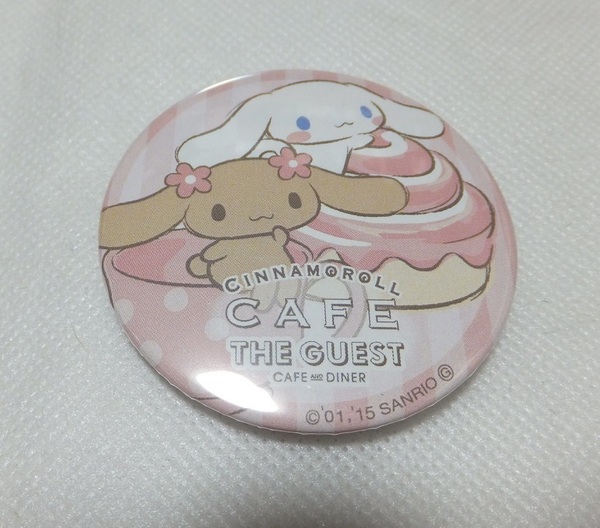 CINNAMOROLL
CAFE
THE GUEST
CAFE AND DINER
©'01,'15 SANRIO Ⓖ